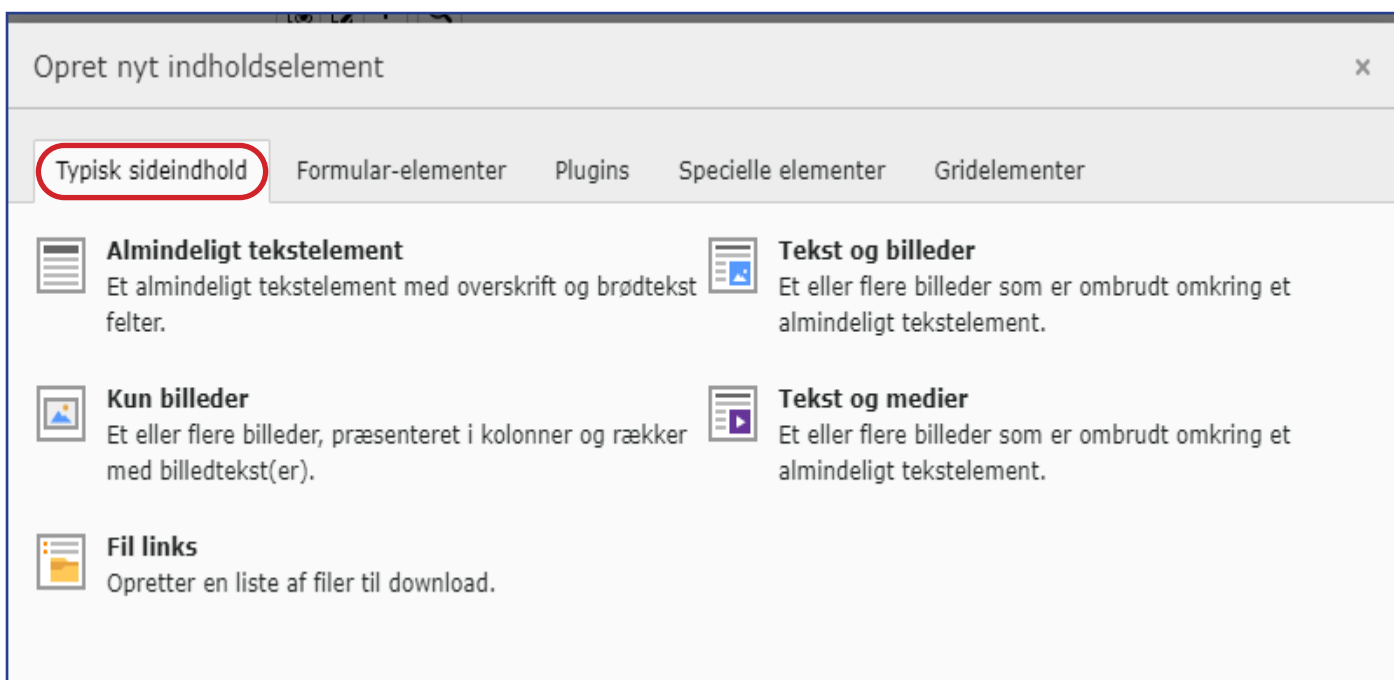 Opret nyt indholdselement
×
Typisk sideindhold Formular-elementer Plugins Specielle elementer Gridelementer
Almindeligt tekstelement
Et almindeligt tekstelement med overskrift og brødtekst
felter.
Tekst og billeder
Et eller flere billeder som er ombrudt omkring et
almindeligt tekstelement.
Kun billeder
Et eller flere billeder, præsenteret i kolonner og rækker
med billedtekst(er).
Tekst og medier
Et eller flere billeder som er ombrudt omkring et
almindeligt tekstelement.
Fil links
Opretter en liste af filer til download.